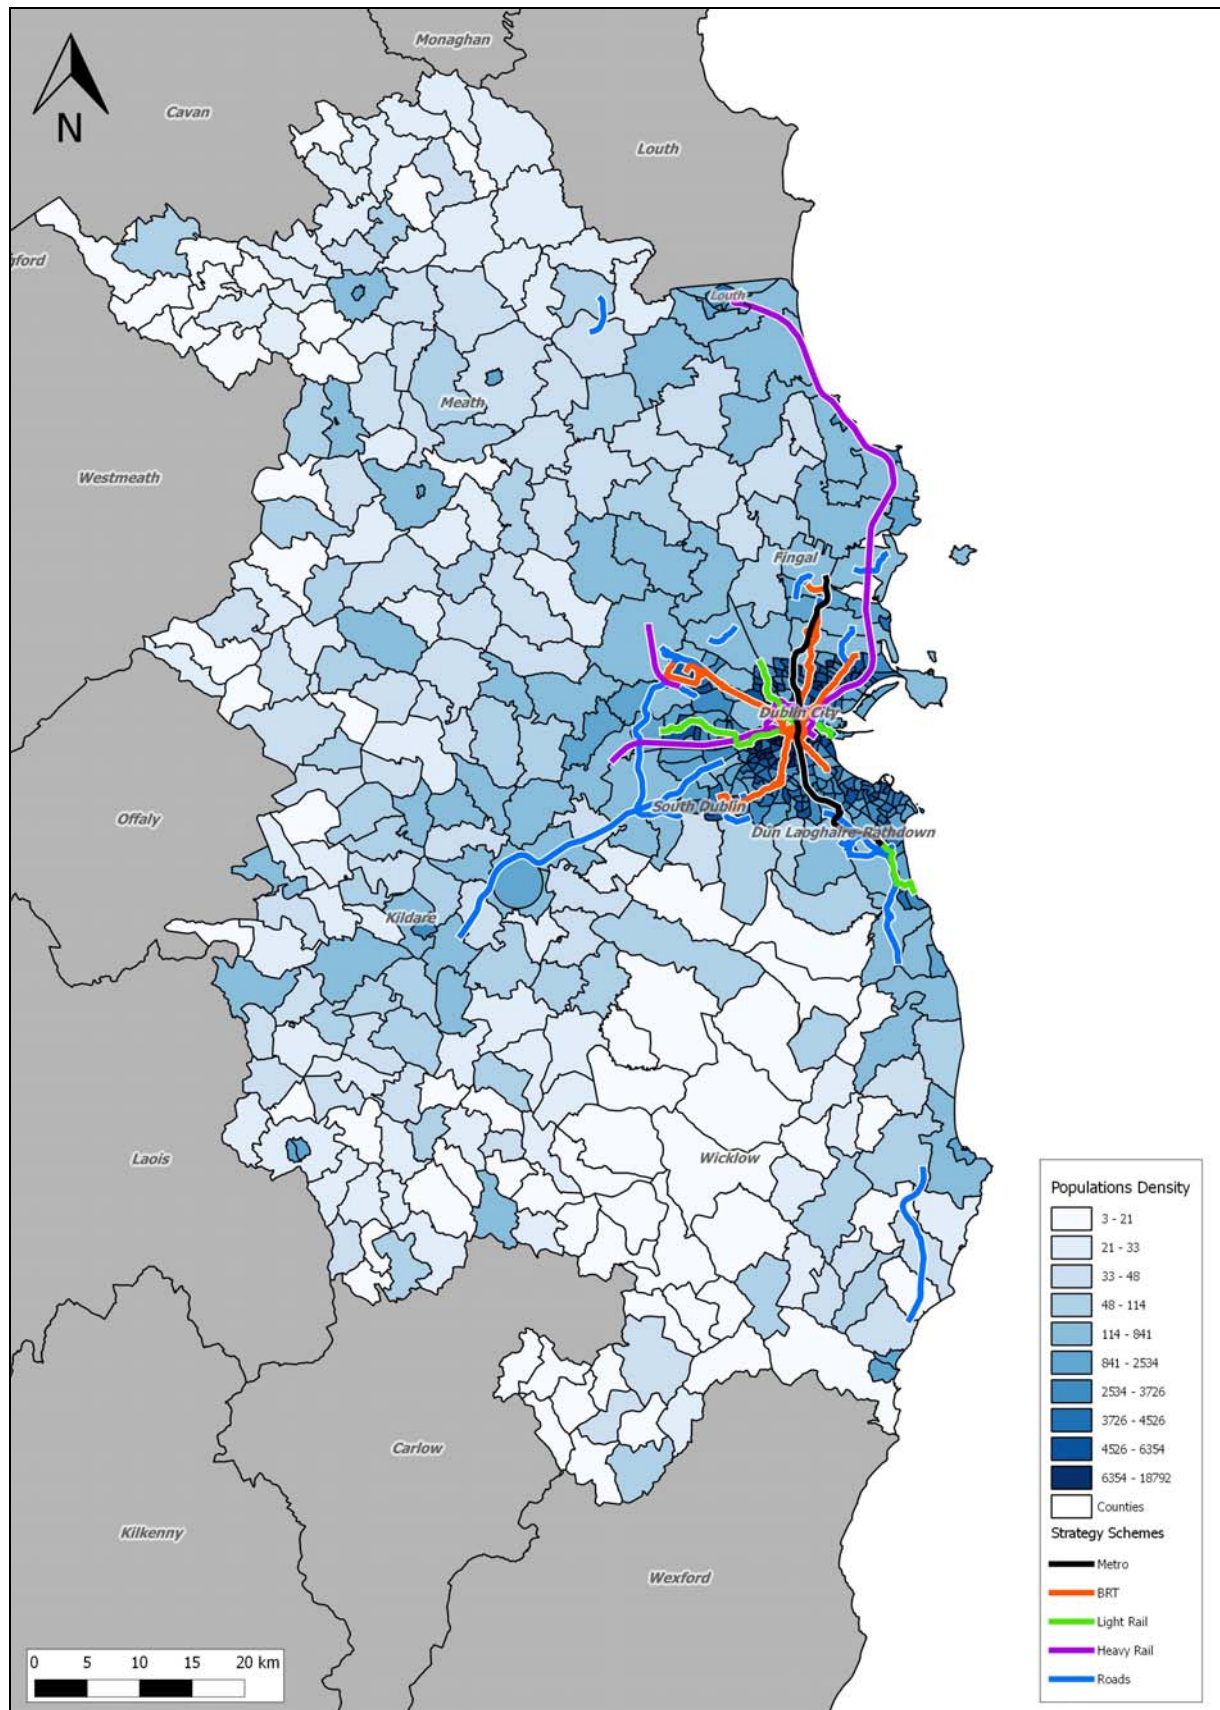 Monaghan
N
Cavan
Louth
gford
Louth
Meath
Westmeath
Fingal
Dublin City
South Dublin
Offaly
Dun Laoghaire-Rathdown
Kildare
Laois
Wicklow
Carlow
Kilkenny
Wexford
Populations Density
3 - 21
21 - 33
33 - 48
48 - 114
114 - 841
841 - 2534
2534 - 3726
3726 - 4526
4526 - 6354
6354 - 18792
Counties
Strategy Schemes
Metro
BRT
Light Rail
Heavy Rail
Roads
0 5 10 15 20 km